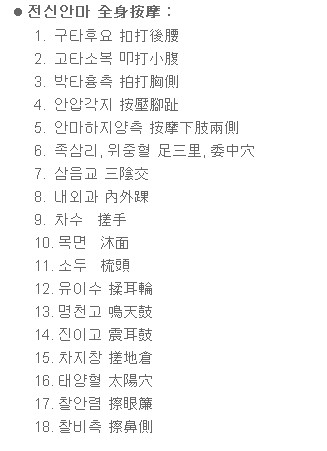 ● 전신안마 全身按摩 :
1. 구타후요 扣打後腰
2. 고타소복 叩打小腹
3. 박타흉측 拍打胸側
4. 안압각지 按壓腳趾
5. 안마하지양측 按摩下肢兩側
6. 족삼리, 위중혈 足三里, 委中穴
7. 삼음교 三陰交
8. 내외과 內外踝
9. 차수 搓手
10. 목면 沐面
11. 소두 梳頭
12. 유이수 揉耳輪
13. 명천고 鳴天鼓
14. 진이고 震耳鼓
15. 차지창 搓地倉
16. 태양혈 太陽穴
17. 찰안렴 擦眼簾
18. 찰비측 擦鼻側